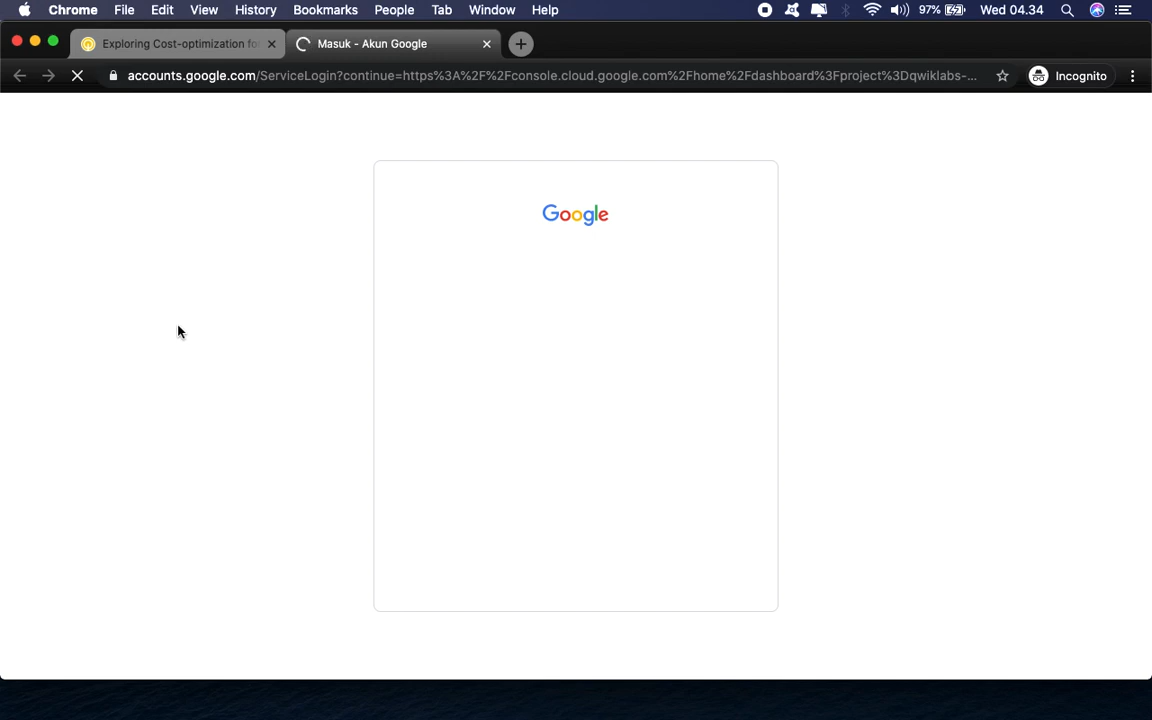 Chrome File Edit View History Bookmarks People Tab Window Help 97% Wed 04.34
Exploring Cost-optimization fo Masuk - Akun Google
accounts.google.com/ServiceLogin?continue=https%3A%2F%2Fconsole.cloud.google.com%2Fhome%2Fdashboard%3Fproject%3Dqwiklabs-... Incognito
Google